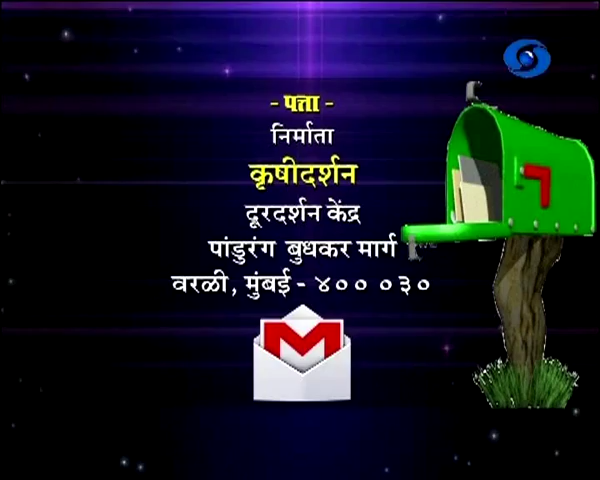 - पत्ता -
निर्माता
कृषीदर्शन
दूरदर्शन केंद्र
पांडुरंग बुधकर मार्ग
वरळी, मुंबई - ४०० ०३०